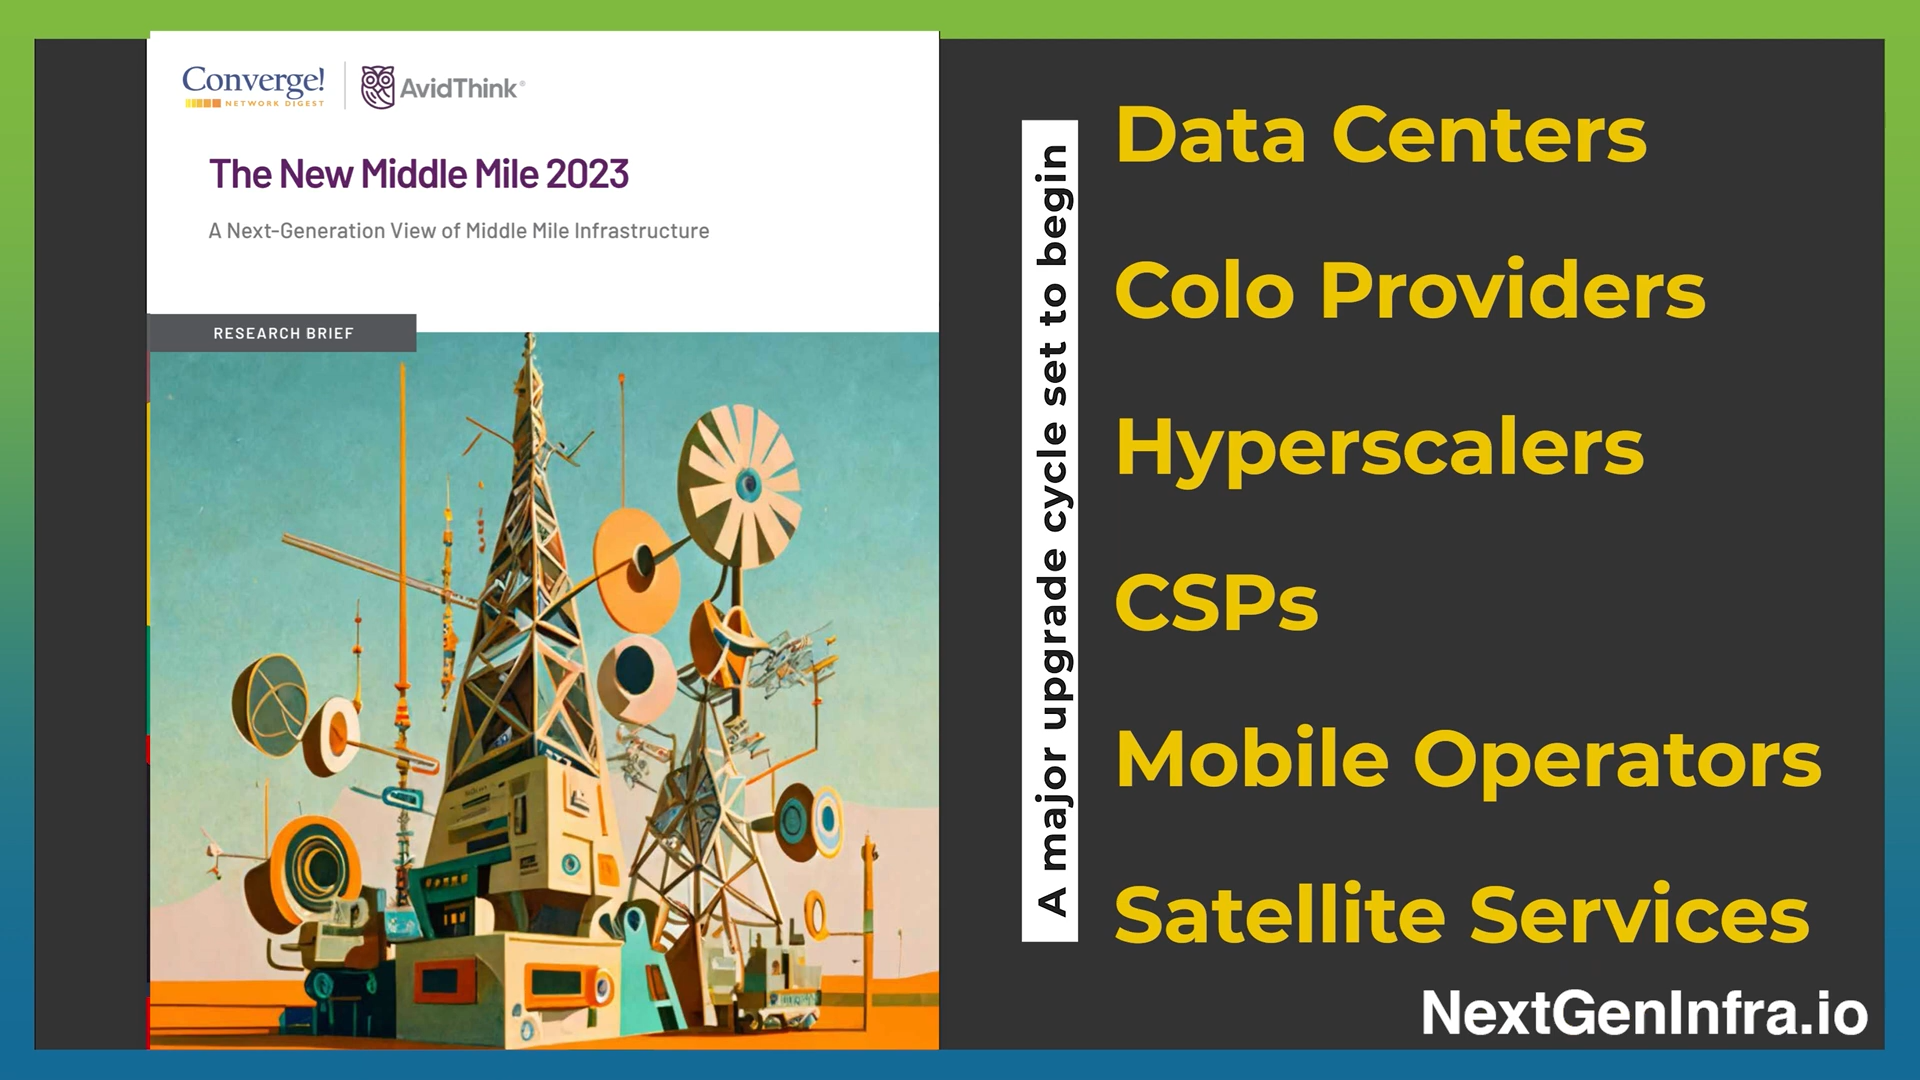 Converge!
NETWORK DIGEST
AvidThink®
The New Middle Mile 2023
A Next-Generation View of Middle Mile Infrastructure
RESEARCH BRIEF
A major upgrade cycle set to begin
Data Centers
Colo Providers
Hyperscalers
CSPs
Mobile Operators
Satellite Services
NextGenInfra.io